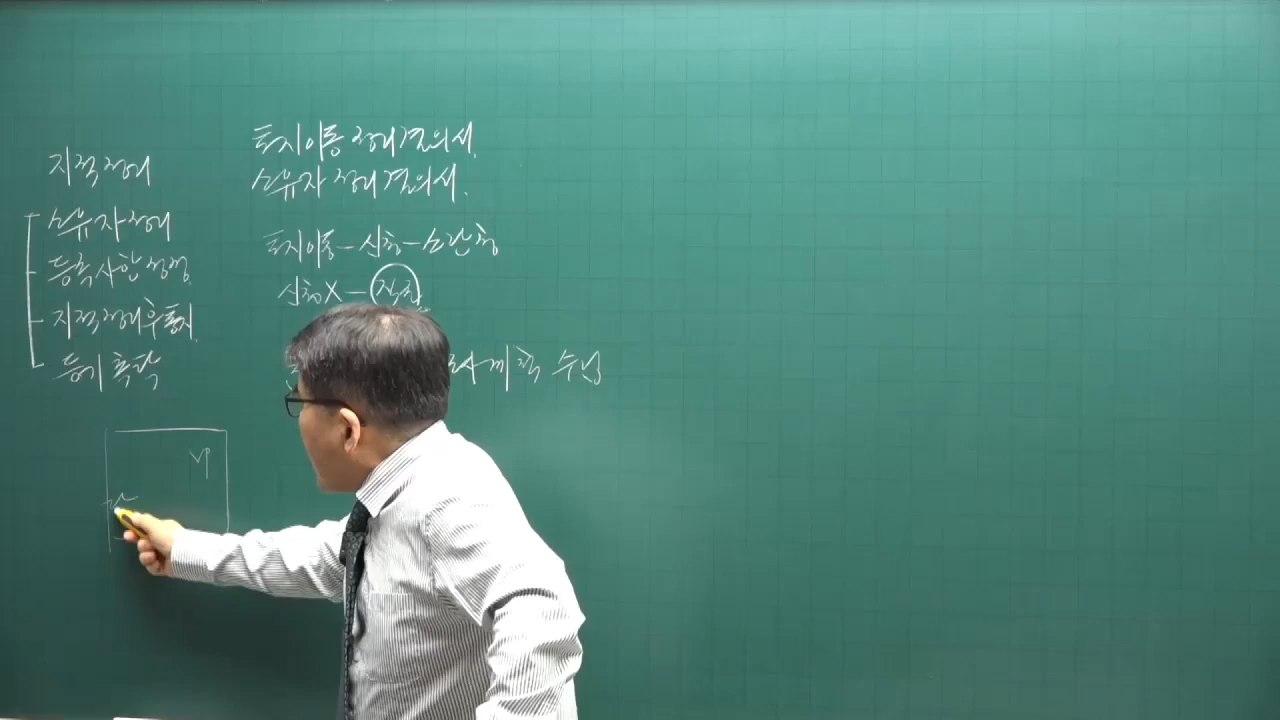 지적정리
소유자정리
등록사항정정
지적정리후통지
등기촉탁
토지이동 정리결의서.
소유자 정리결의서.
토지이동 - 신청 - 소관청
신청X - 직권
계획 수립